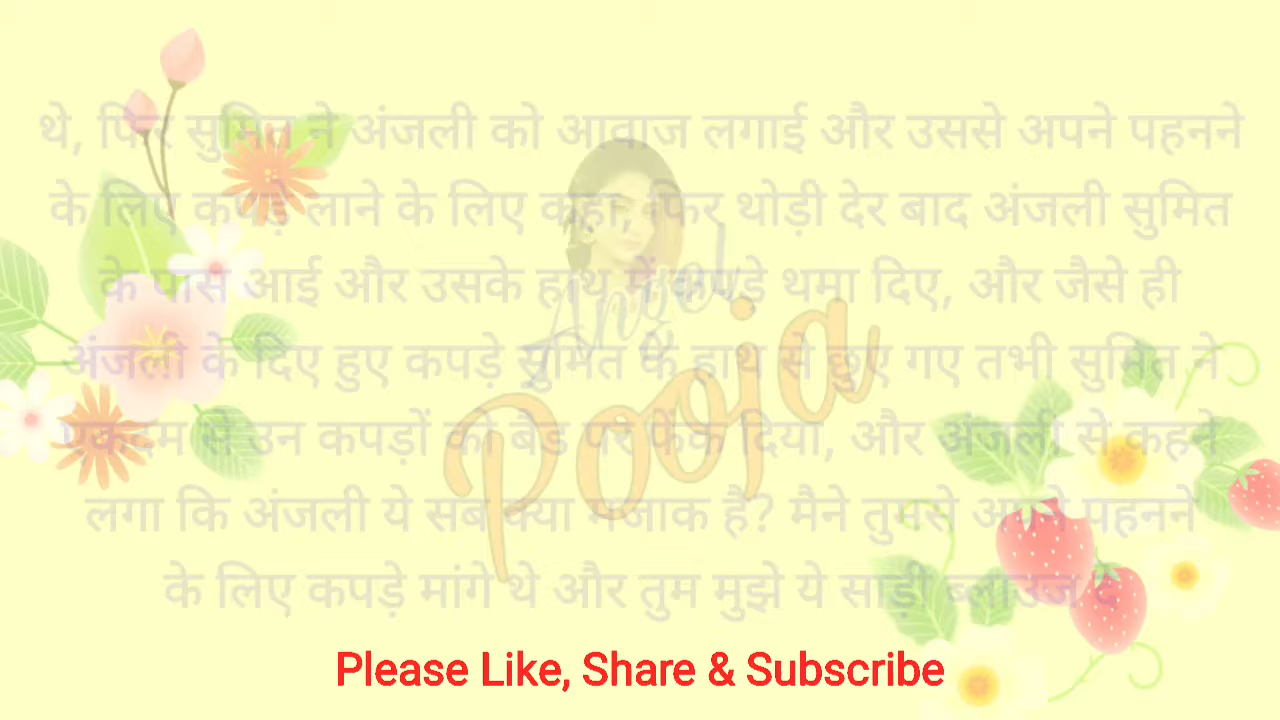 थे, फिर सुमित ने अंजली को आवाज लगाई और उससे अपने पहनने
के लिए कपड़े लाने के लिए कहा, फिर थोड़ी देर बाद अंजली सुमित
के पास आई और उसके हाथ में कपड़े थमा दिए, और जैसे ही
अंजली के दिए हुए कपड़े सुमित के हाथ से छुए गए तभी सुमित ने
एकदम से उन कपड़ों को बेड पर फेंक दिया, और अंजली से कहने
लगा कि अंजली ये सब क्या मजाक है? मैने तुमसे अपने पहनने
के लिए कपड़े मांगे थे और तुम मुझे ये साड़ी ब्लाउज दे
Angel
Pooja
Please Like, Share & Subscribe